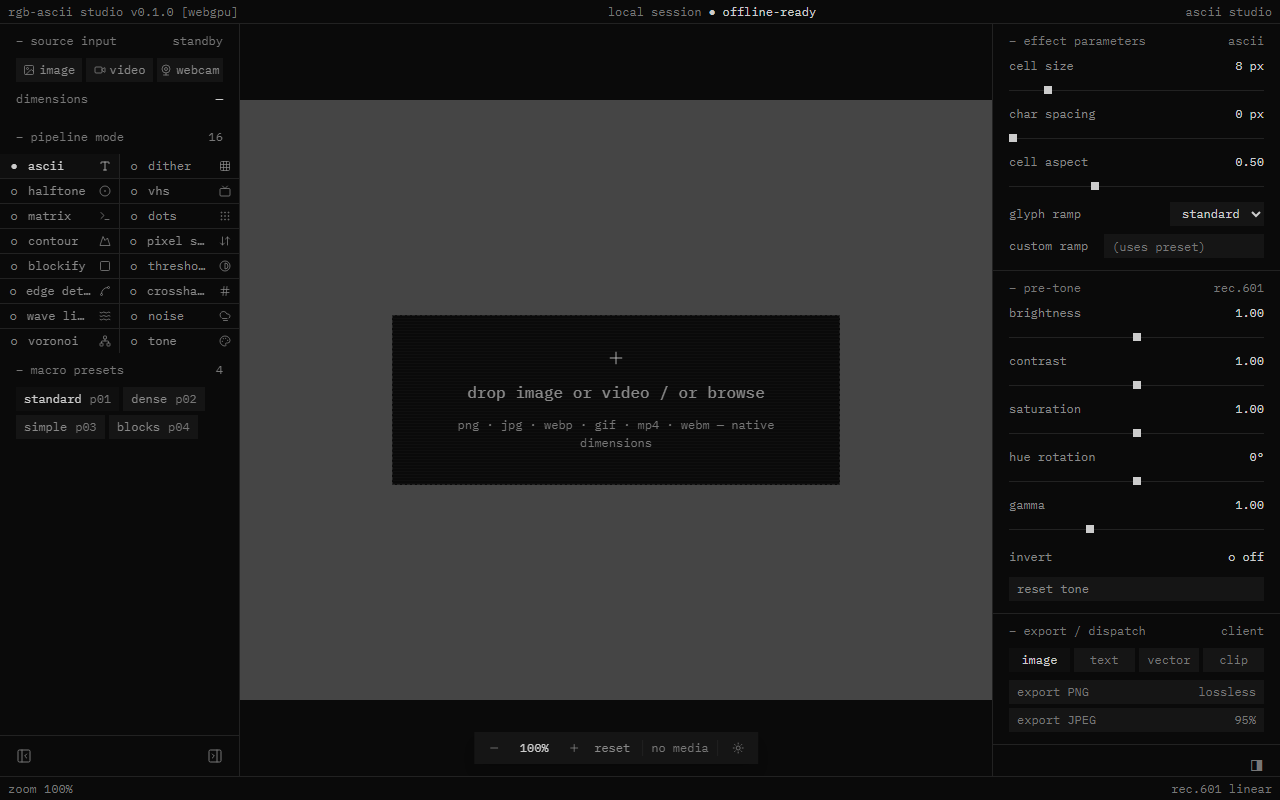 rgb-ascii studio v0.1.0 [webgpu]
local session ● offline-ready
ascii studio
− source input standby
image video webcam
dimensions —
− pipeline mode 16
ascii dither
halftone vhs
matrix dots
contour pixel s…
blockify thresho…
edge det… crossha…
wave li… noise
voronoi tone
− macro presets 4
standard p01 dense p02
simple p03 blocks p04
+
drop image or video / or browse
png · jpg · webp · gif · mp4 · webm — native
dimensions
− 100% + reset no media
− effect parameters ascii
cell size 8 px
char spacing 0 px
cell aspect 0.50
glyph ramp standard
custom ramp (uses preset)
− pre-tone rec.601
brightness 1.00
contrast 1.00
saturation 1.00
hue rotation 0°
gamma 1.00
invert o off
reset tone
− export / dispatch client
image text vector clip
export PNG lossless
export JPEG 95%
zoom 100%
rec.601 linear